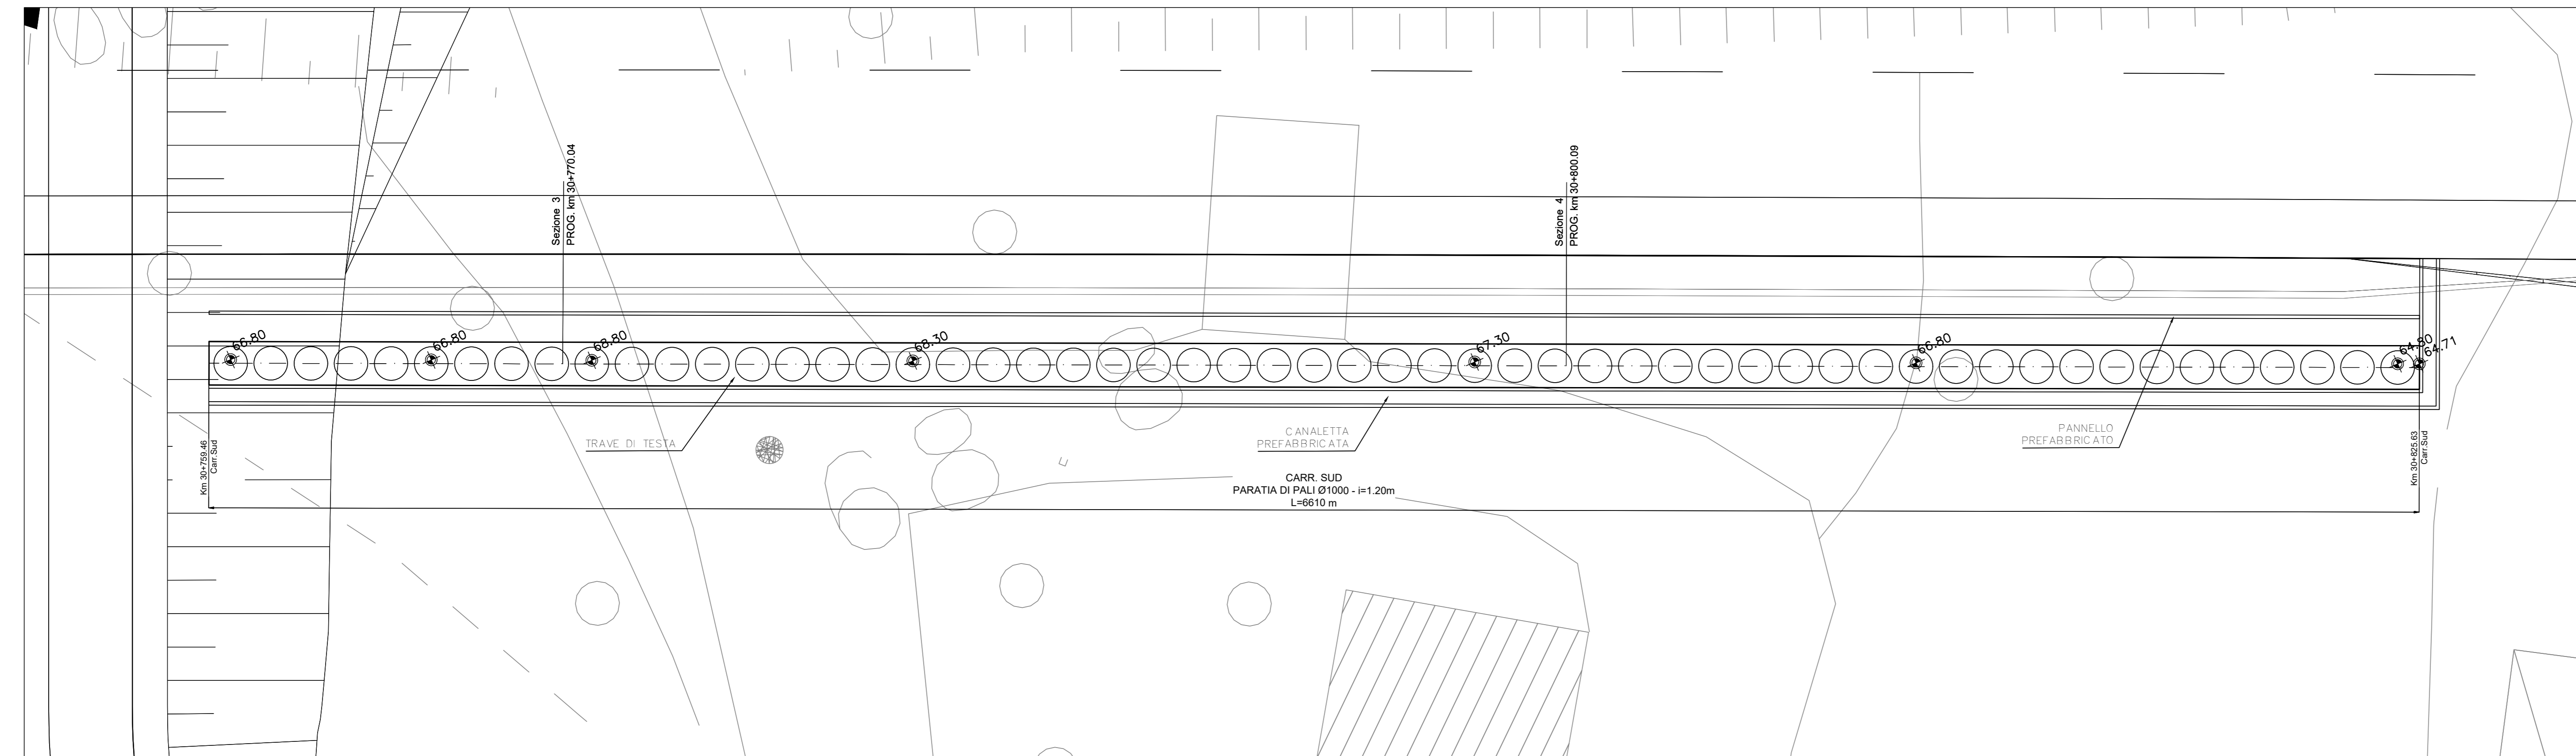 Sezione 3
PROG. km 30+770.04
Sezione 4
PROG. km 30+800.09
66.80
66.80
68.80
68.30
67.30
66.80
64.80
64.71
TRAVE DI TESTA
CANALETTA
PREFABBRICATA
PANNELLO
PREFABBRICATO
Km 30+759.46
Carr.Sud
Km 30+825.63
Carr.Sud
CARR. SUD
PARATIA DI PALI Ø1000 - i=1.20m
L=6610 m